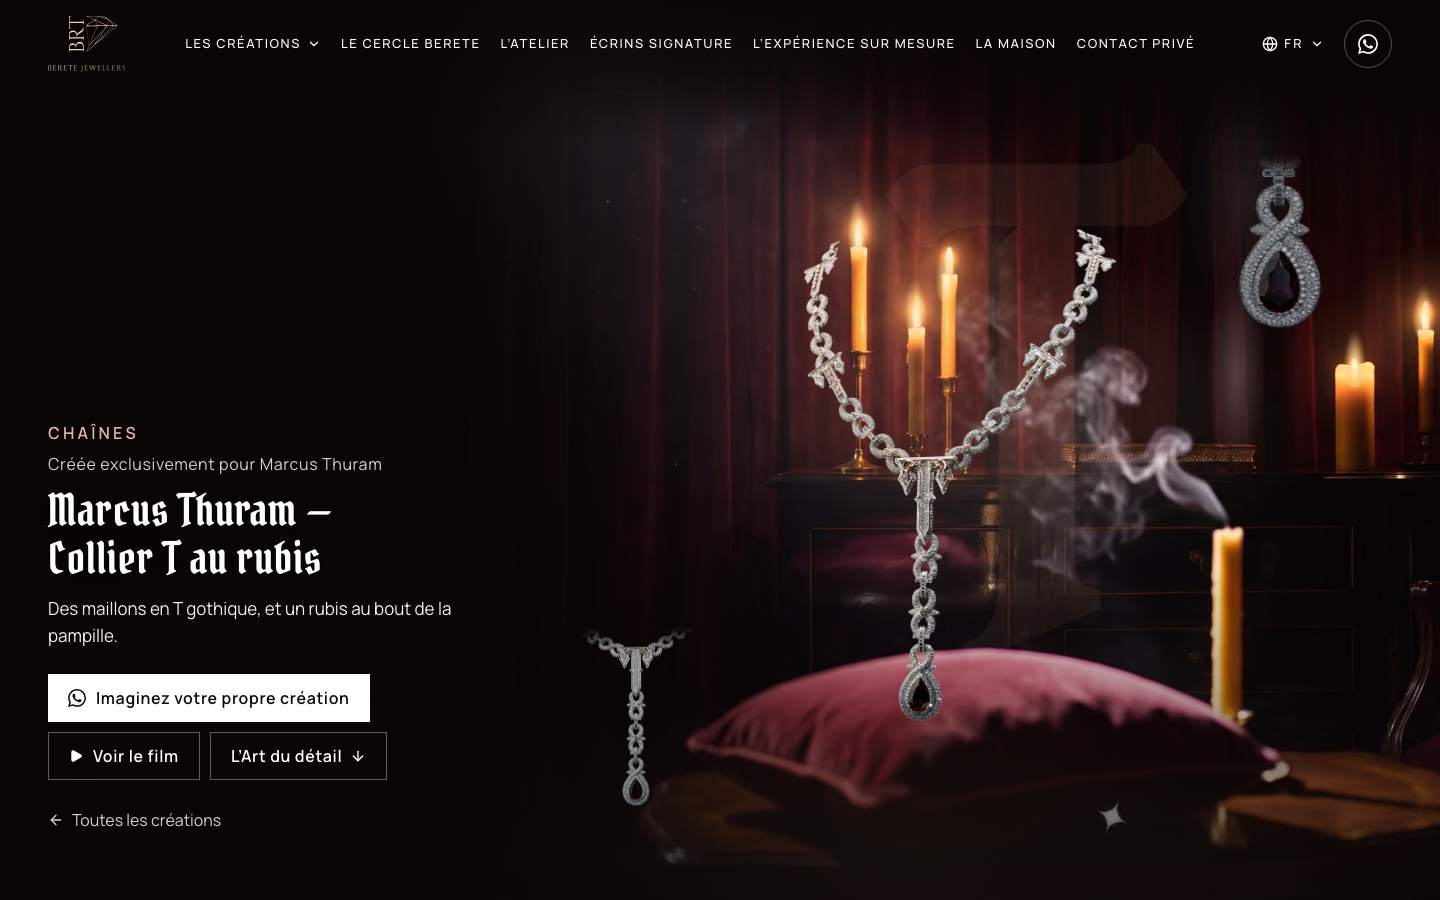 BRT
BERETE JEWELLERS
LES CRÉATIONS
LE CERCLE BERETE
L’ATELIER
ÉCRINS SIGNATURE
L’EXPÉRIENCE SUR MESURE
LA MAISON
CONTACT PRIVÉ
FR
CHAÎNES
Créée exclusivement pour Marcus Thuram
Marcus Thuram —
Collier T au rubis
Des maillons en T gothique, et un rubis au bout de la
pampille.
Imaginez votre propre création
Voir le film
L’Art du détail
Toutes les créations